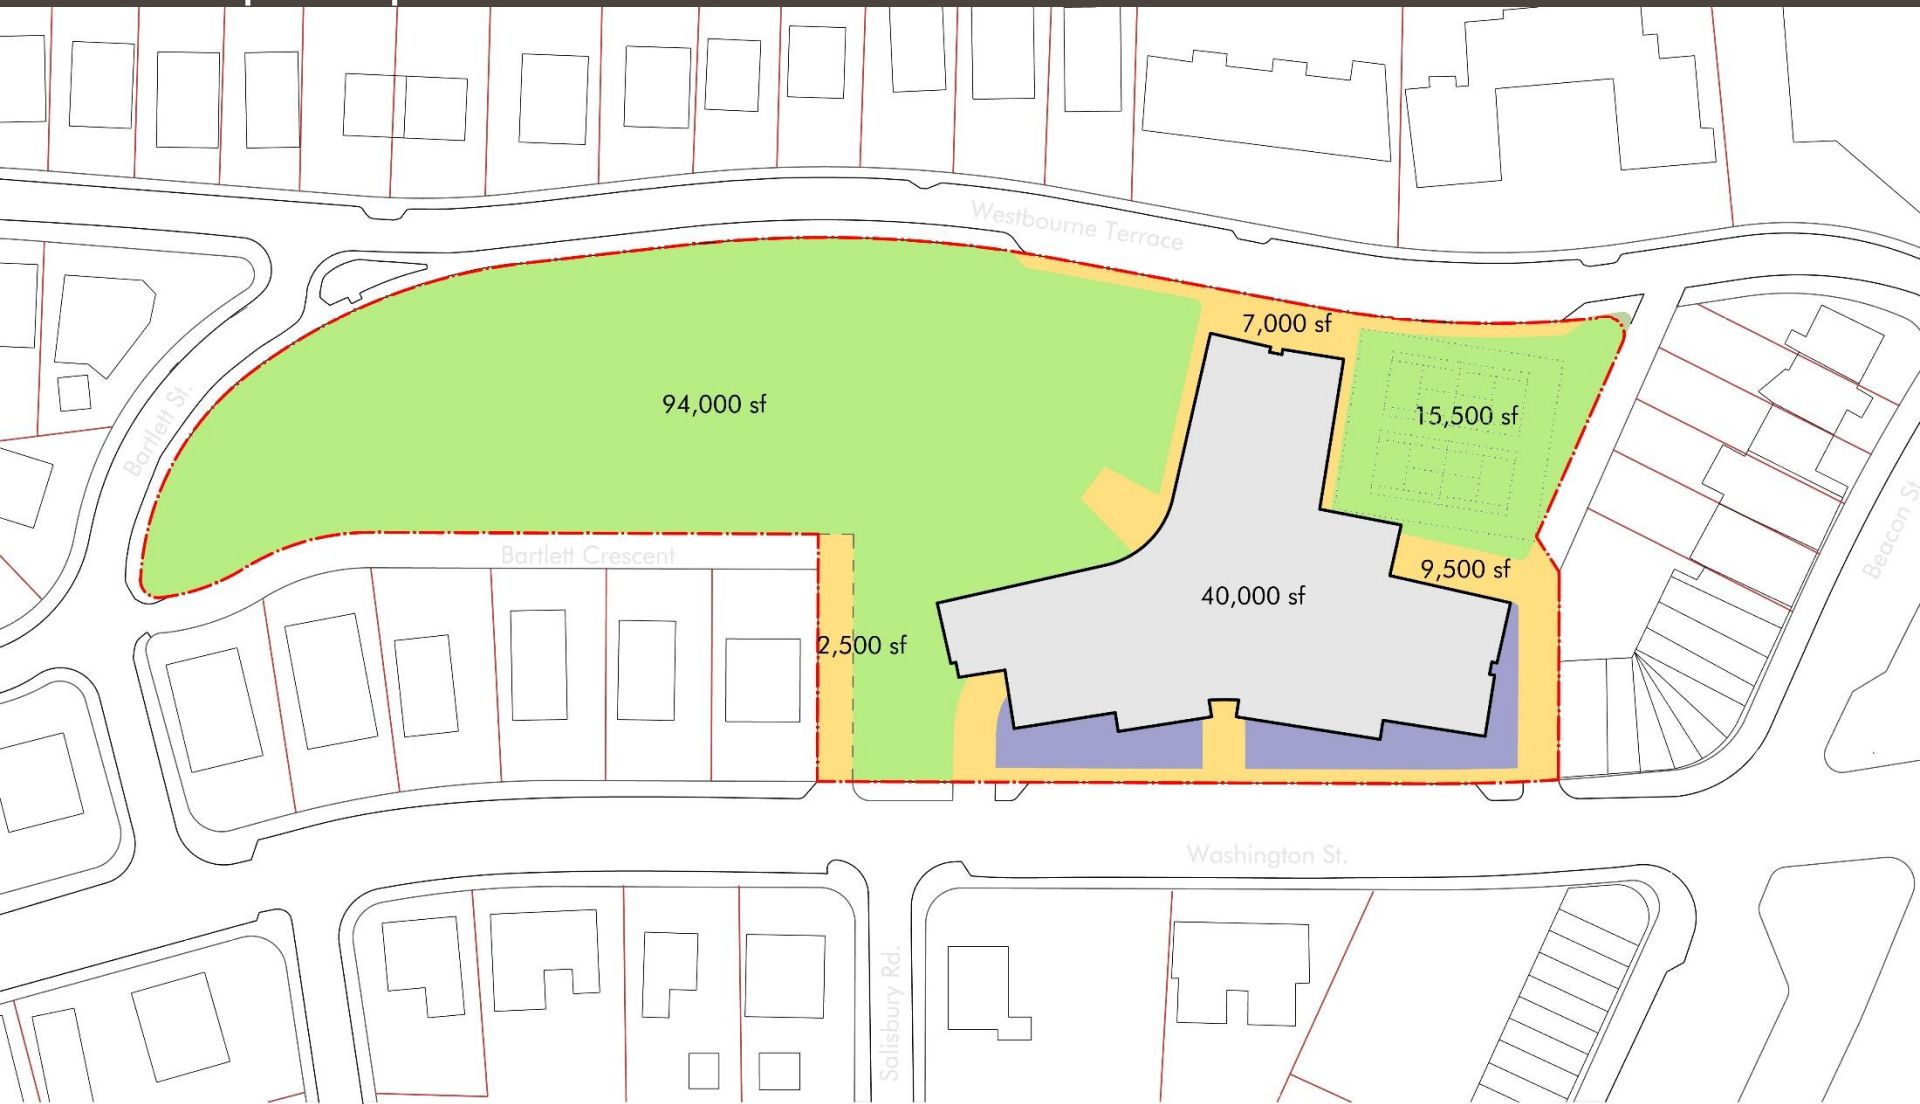 Westbourne Terrace
7,000 sf
94,000 sf
15,500 sf
Bartlett St.
Bartlett Crescent
9,500 sf
Beacon St.
40,000 sf
2,500 sf
Washington St.
Salisbury Rd.